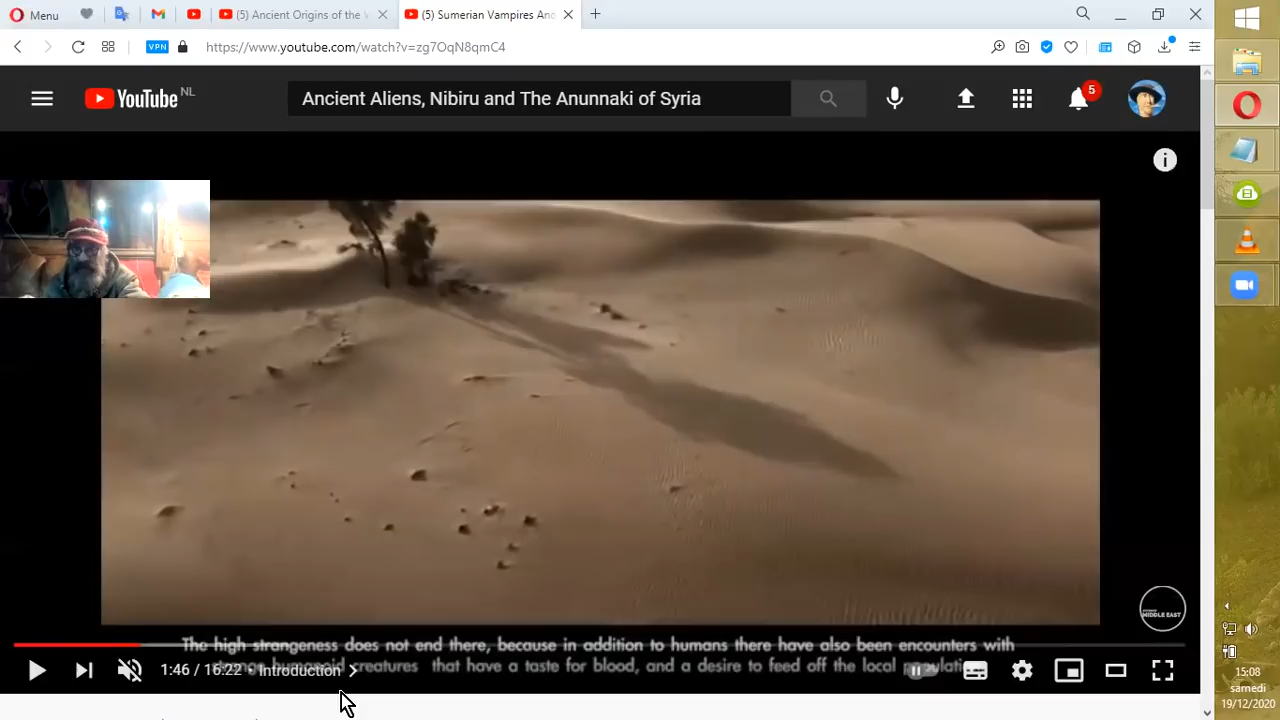 Menu
(5) Ancient Origins of the
(5) Sumerian Vampires And
VPN
https://www.youtube.com/watch?v=zg7OqN8qmC4
YouTube NL
Ancient Aliens, Nibiru and The Anunnaki of Syria
5
i
MIDDLE EAST
The high strangeness does not end there, because in addition to humans there have also been encounters with
creatures that have a taste for blood, and a desire to feed off the local
1:46 / 16:22 • Introduction
15:08
samedi
19/12/2020